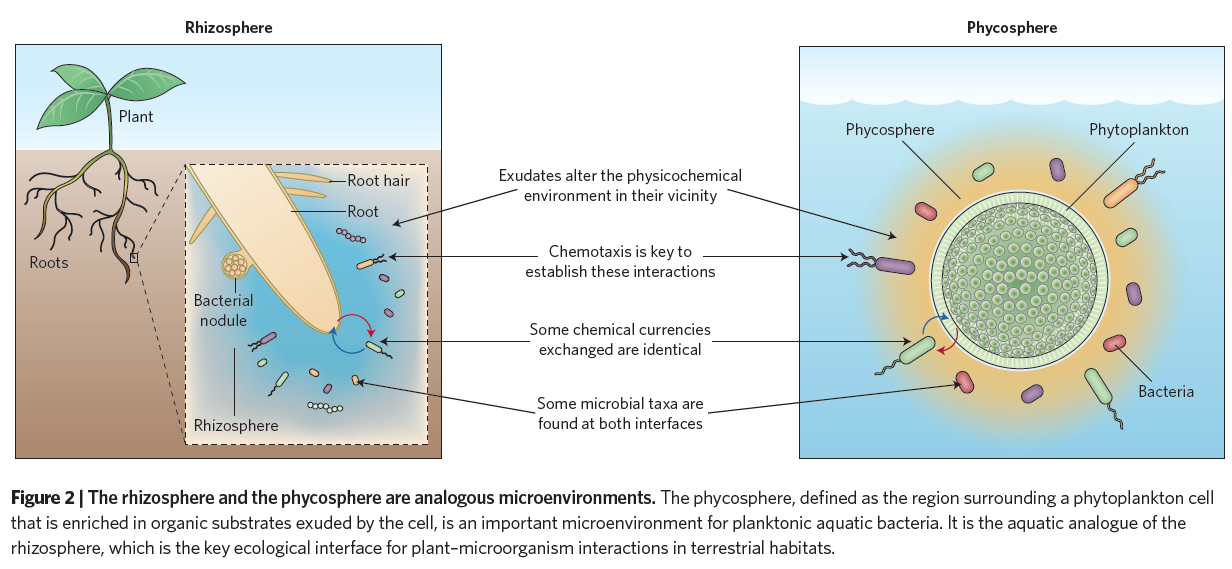 Rhizosphere
Phycosphere
Plant
Roots
Root hair
Root
Bacterial
nodule
Rhizosphere
Exudates alter the physicochemical
environment in their vicinity
Chemotaxis is key to
establish these interactions
Some chemical currencies
exchanged are identical
Some microbial taxa are
found at both interfaces
Phycosphere
Phytoplankton
Bacteria
Figure 2 | The rhizosphere and the phycosphere are analogous microenvironments. The phycosphere, defined as the region surrounding a phytoplankton cell
that is enriched in organic substrates exuded by the cell, is an important microenvironment for planktonic aquatic bacteria. It is the aquatic analogue of the
rhizosphere, which is the key ecological interface for plant–microorganism interactions in terrestrial habitats.